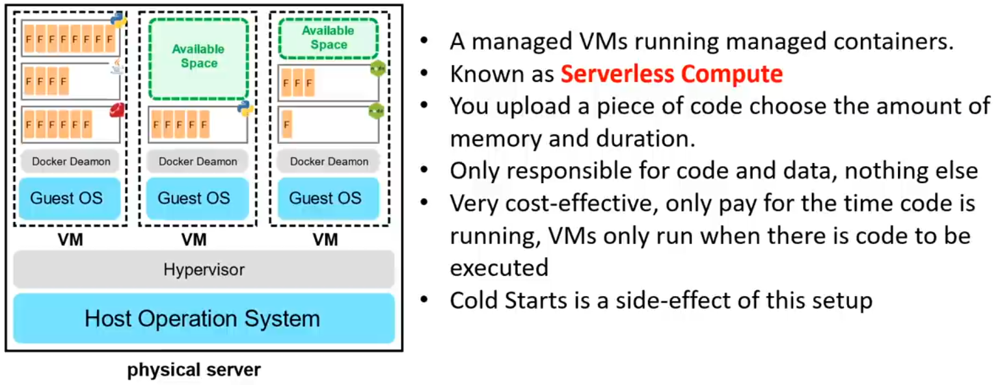 F F F F F F F F
F F F F
F F F F F F
Docker Deamon
Guest OS
VM
Available
Space
F F F F F
Docker Deamon
Guest OS
VM
Available
Space
node
F F F
node
F
Docker Deamon
Guest OS
VM
Hypervisor
Host Operation System
physical server
• A managed VMs running managed containers.
• Known as Serverless Compute
• You upload a piece of code choose the amount of
memory and duration.
• Only responsible for code and data, nothing else
• Very cost-effective, only pay for the time code is
running, VMs only run when there is code to be
executed
• Cold Starts is a side-effect of this setup